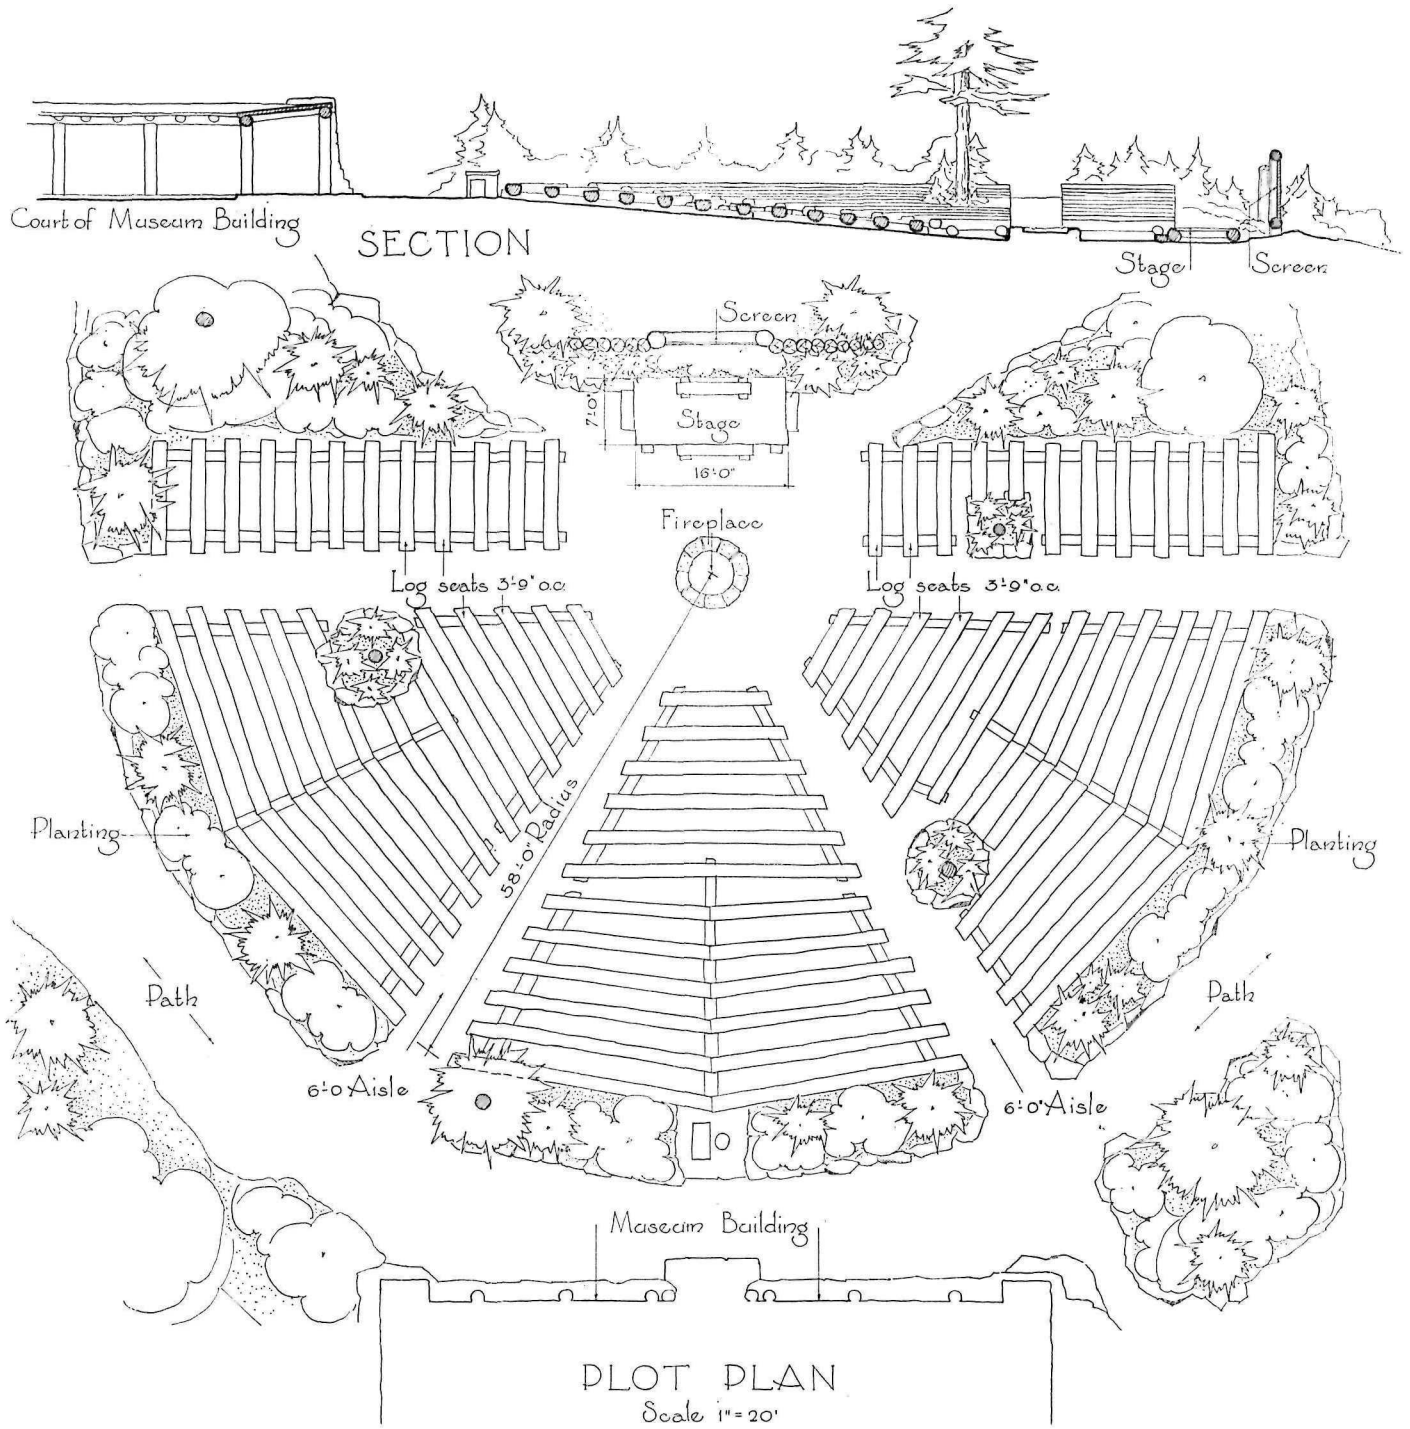 Court of Museum Building
SECTION
Stage
Screen
Screen
7'-0"
Stage
16'-0"
Fireplace
Log seats 3'-9" o.c.
Log seats 3'-9" o.c.
58'-0" Radius
Planting
Planting
Path
Path
6'-0 Aisle
6'-0" Aisle
Museum Building
PLOT PLAN
Scale 1" = 20'